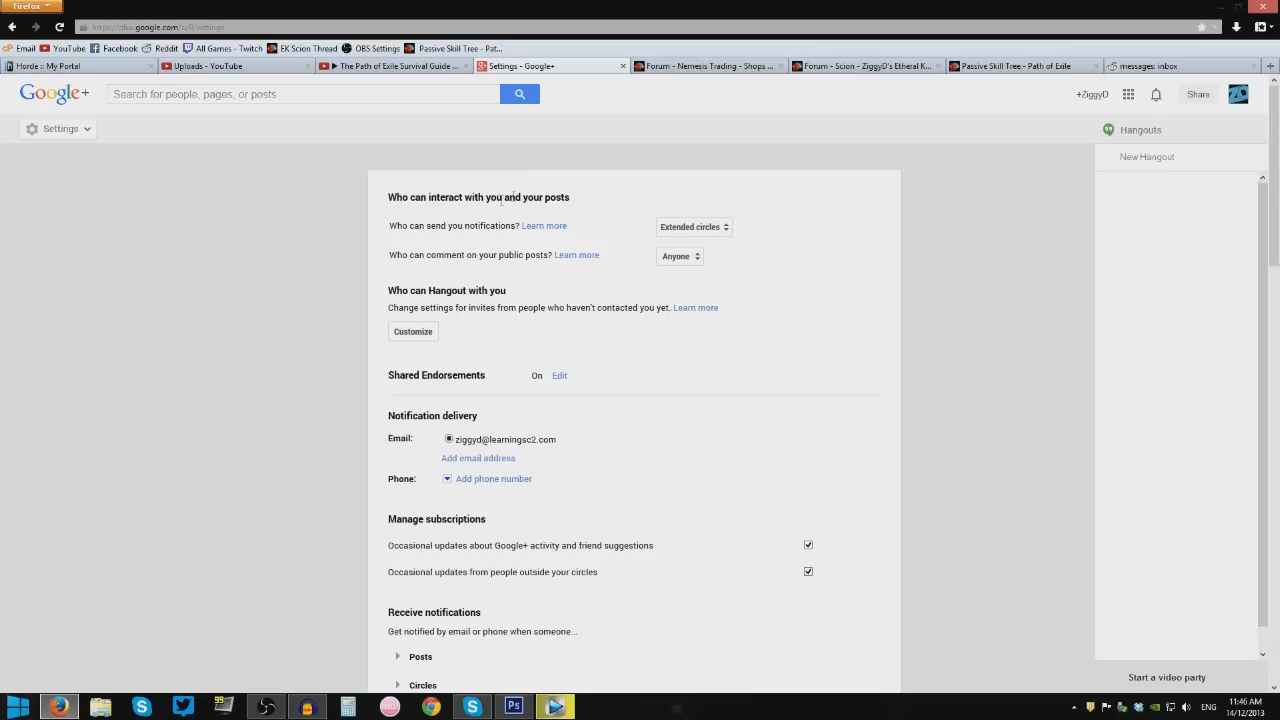 Firefox
https://plus.google.com/u/0/settings
Email YouTube Facebook Reddit All Games - Twitch EK Scion Thread OBS Settings Passive Skill Tree - Pat...
Horde :: My Portal Uploads - YouTube ▶ The Path of Exile Survival Guide ... Settings - Google+ Forum - Nemesis Trading - Shops ... Forum - Scion - ZiggyD's Etheral K... Passive Skill Tree - Path of Exile messages: inbox
Google+ Search for people, pages, or posts +ZiggyD Share
Settings Hangouts
New Hangout
Who can interact with you and your posts
Who can send you notifications? Learn more Extended circles
Who can comment on your public posts? Learn more Anyone
Who can Hangout with you
Change settings for invites from people who haven't contacted you yet. Learn more
Customize
Shared Endorsements On Edit
Notification delivery
Email: ziggyd@learningsc2.com
Add email address
Phone: Add phone number
Manage subscriptions
Occasional updates about Google+ activity and friend suggestions
Occasional updates from people outside your circles
Receive notifications
Get notified by email or phone when someone...
Posts
Start a video party
Circles
11:46 AM
ENG
14/12/2013